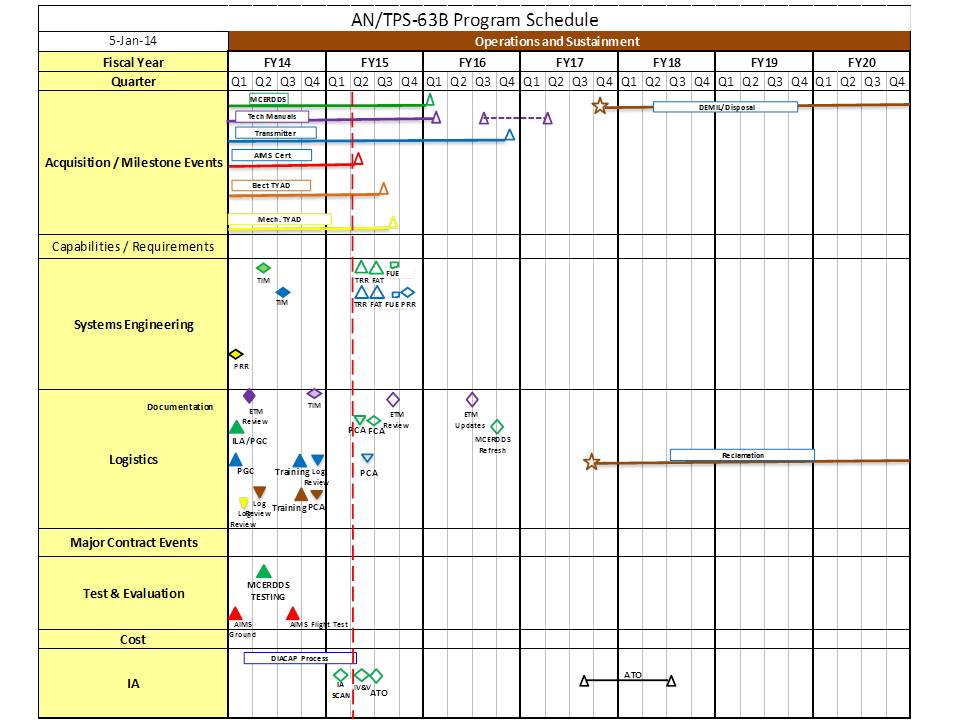 AN/TPS-63B Program Schedule
5-Jan-14
Operations and Sustainment
Fiscal Year FY14 FY15 FY16 FY17 FY18 FY19 FY20
Quarter Q1 Q2 Q3 Q4 Q1 Q2 Q3 Q4 Q1 Q2 Q3 Q4 Q1 Q2 Q3 Q4 Q1 Q2 Q3 Q4 Q1 Q2 Q3 Q4 Q1 Q2 Q3 Q4
Acquisition / Milestone Events
MCERDDS
DEMIL/Disposal
Tech Manuals
Transmitter
AIMS Cert
Bect TYAD
Mech. TYAD
Capabilities / Requirements
Systems Engineering
TIM
TRR FAT FUE
TIM
TRR FAT FUE PRR
PRR
Documentation
Logistics
ETM
Review
TIM
ETM
Review
ETM
Updates
ILA/PGC
PCA FCA
MCERDDS
Refresh
PGC
Training
Log
Review
PCA
Reclamation
Log
Review
Log
Review
Training PCA
Major Contract Events
Test & Evaluation
MCERDDS
TESTING
AIMS
Ground
AIMS Flight Test
Cost
IA
DIACAP Process
IA
SCAN
IV&V
ATO
ATO